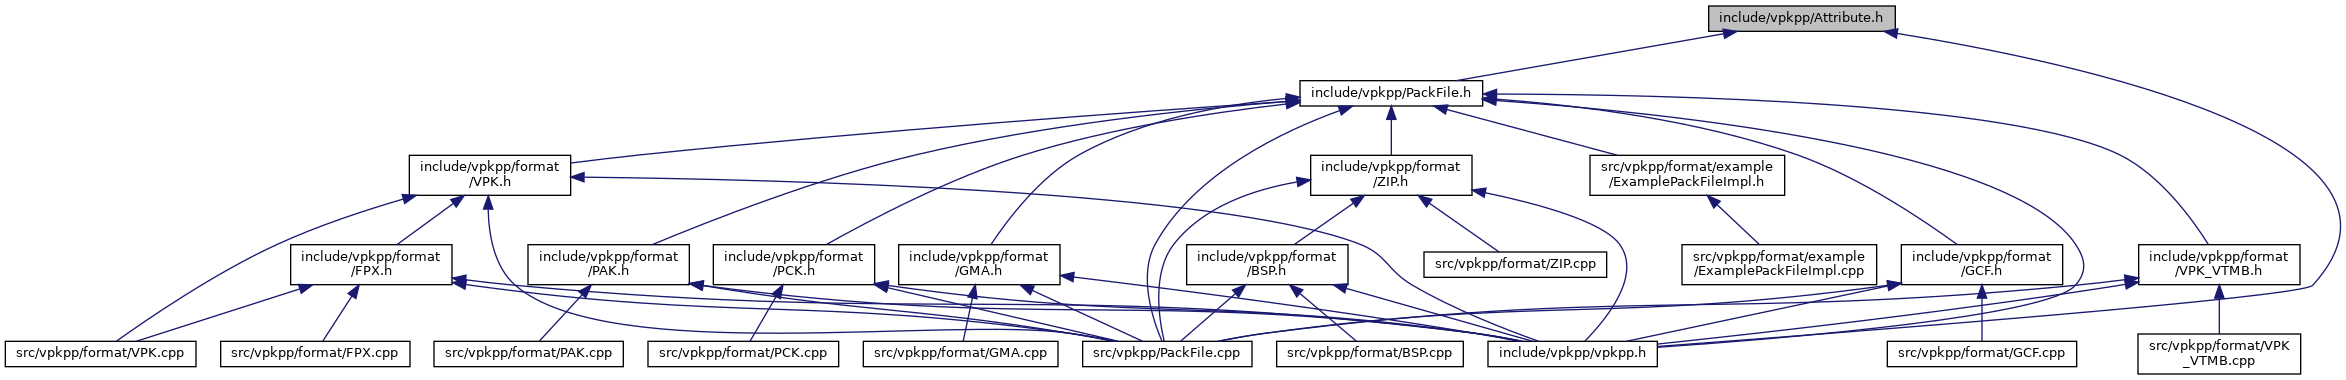 include/vpkpp/Attribute.h
include/vpkpp/PackFile.h
include/vpkpp/format
/VPK.h
include/vpkpp/format
/ZIP.h
src/vpkpp/format/example
/ExamplePackFileImpl.h
include/vpkpp/format
/FPX.h
include/vpkpp/format
/PAK.h
include/vpkpp/format
/PCK.h
include/vpkpp/format
/GMA.h
include/vpkpp/format
/BSP.h
src/vpkpp/format/ZIP.cpp
src/vpkpp/format/example
/ExamplePackFileImpl.cpp
include/vpkpp/format
/GCF.h
include/vpkpp/format
/VPK_VTMB.h
src/vpkpp/format/VPK.cpp
src/vpkpp/format/FPX.cpp
src/vpkpp/format/PAK.cpp
src/vpkpp/format/PCK.cpp
src/vpkpp/format/GMA.cpp
src/vpkpp/PackFile.cpp
src/vpkpp/format/BSP.cpp
include/vpkpp/vpkpp.h
src/vpkpp/format/GCF.cpp
src/vpkpp/format/VPK
_VTMB.cpp